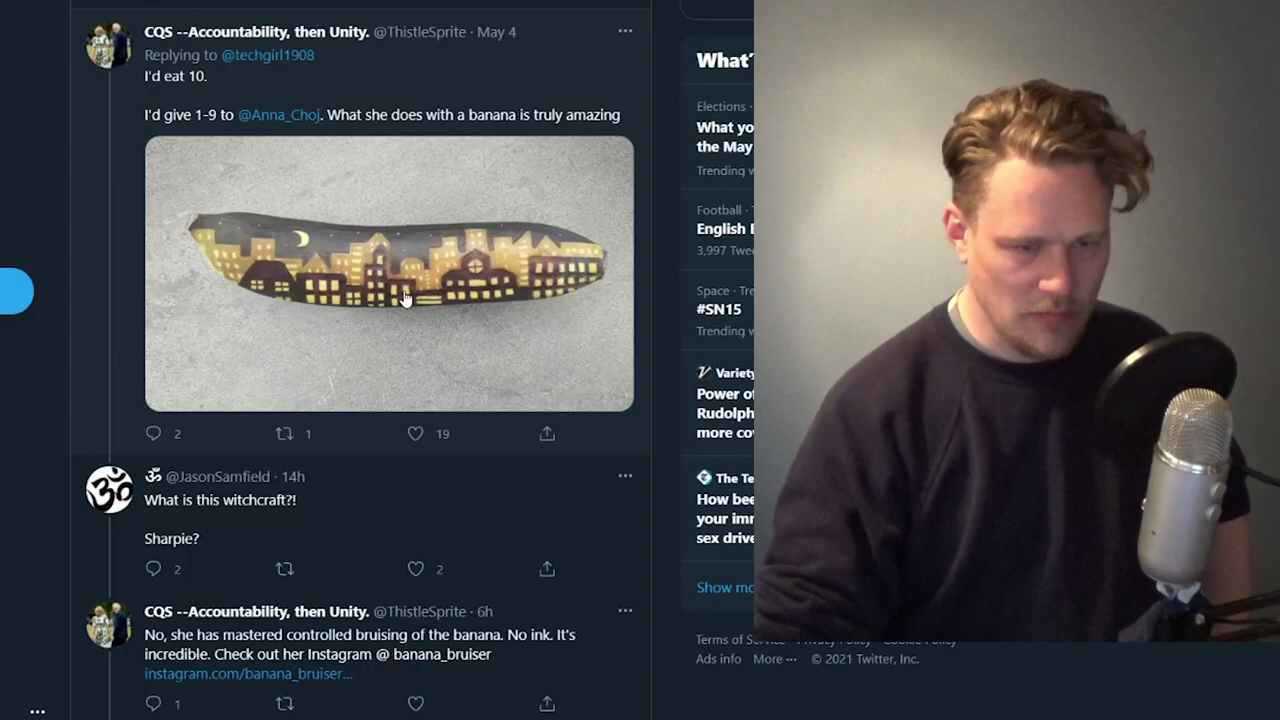 CQS --Accountability, then Unity. @ThistleSprite · May 4
Replying to @techgirl1908
I'd eat 10.
I'd give 1-9 to @Anna_Choj. What she does with a banana is truly amazing
2 1 19
ॐ @JasonSamfield · 14h
What is this witchcraft?!
Sharpie?
2 2
CQS --Accountability, then Unity. @ThistleSprite · 6h
No, she has mastered controlled bruising of the banana. No ink. It's
incredible. Check out her Instagram @ banana_bruiser
instagram.com/banana_bruiser...
1
What'
Elections ·
What yo
the May
Trending w
Football ·
English
3,997 Twee
Space · Tre
#SN15
Trending w
Variety
Power of
Rudolph
more co
The Te
How bee
your imm
sex drive
Show mo
Terms of
Ads info More ··· © 2021 Twitter, Inc.